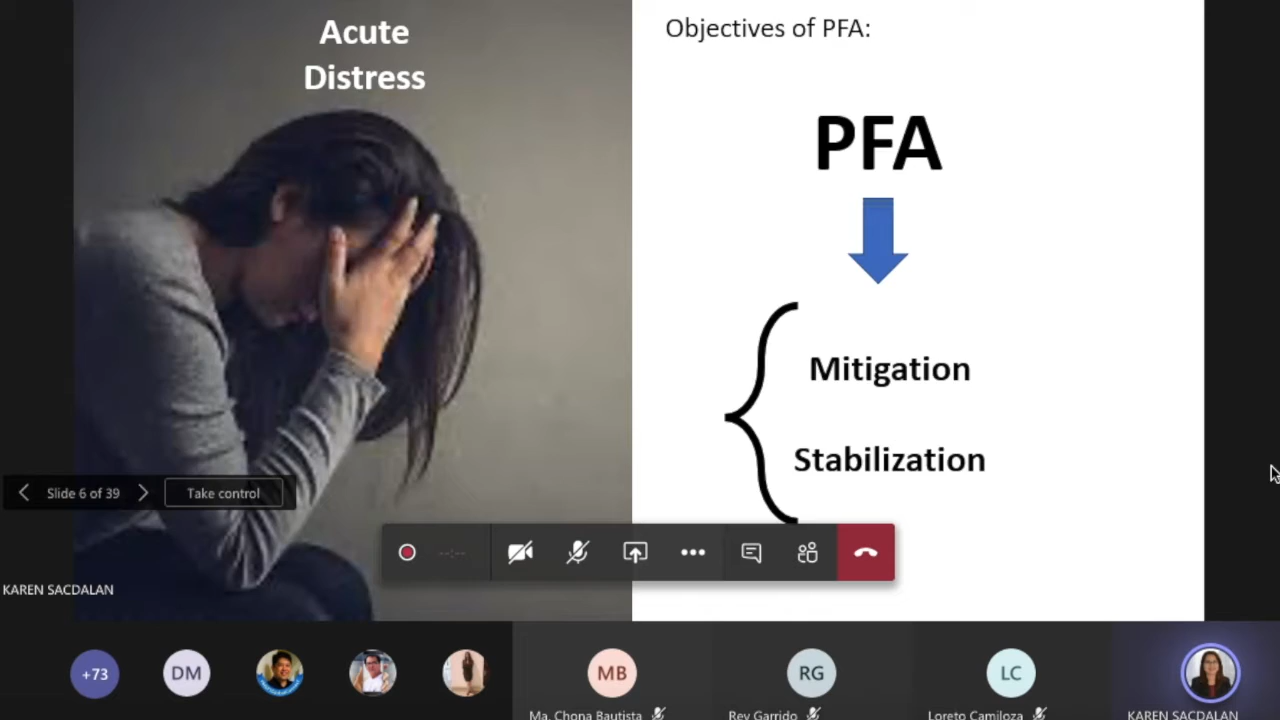 Acute
Distress
Objectives of PFA:
PFA
Mitigation
Stabilization
Slide 6 of 39
Take control
--:--
KAREN SACDALAN
+73
DM
MB
RG
LC
Ma. Chona Bautista
Rey Garrido
Loreto Camiloza
KAREN SACDALAN